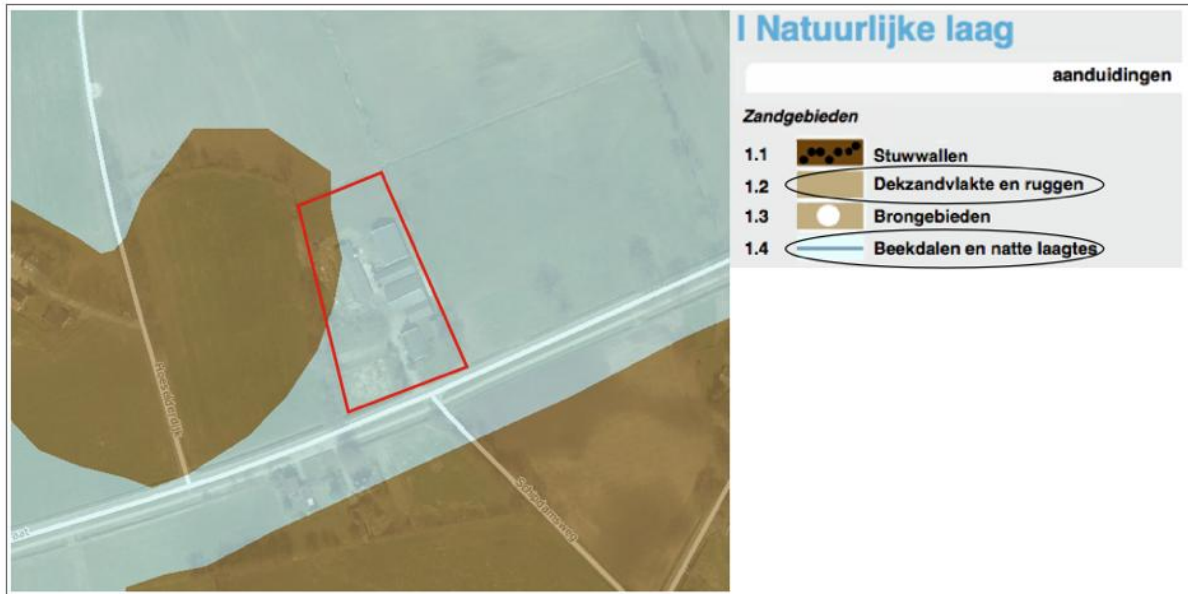 I Natuurlijke laag
aanduidingen
Zandgebieden
1.1 Stuwwallen
1.2 Dekzandvlakte en ruggen
1.3 Brongebieden
1.4 Beekdalen en natte laagtes
Schiedamsweg